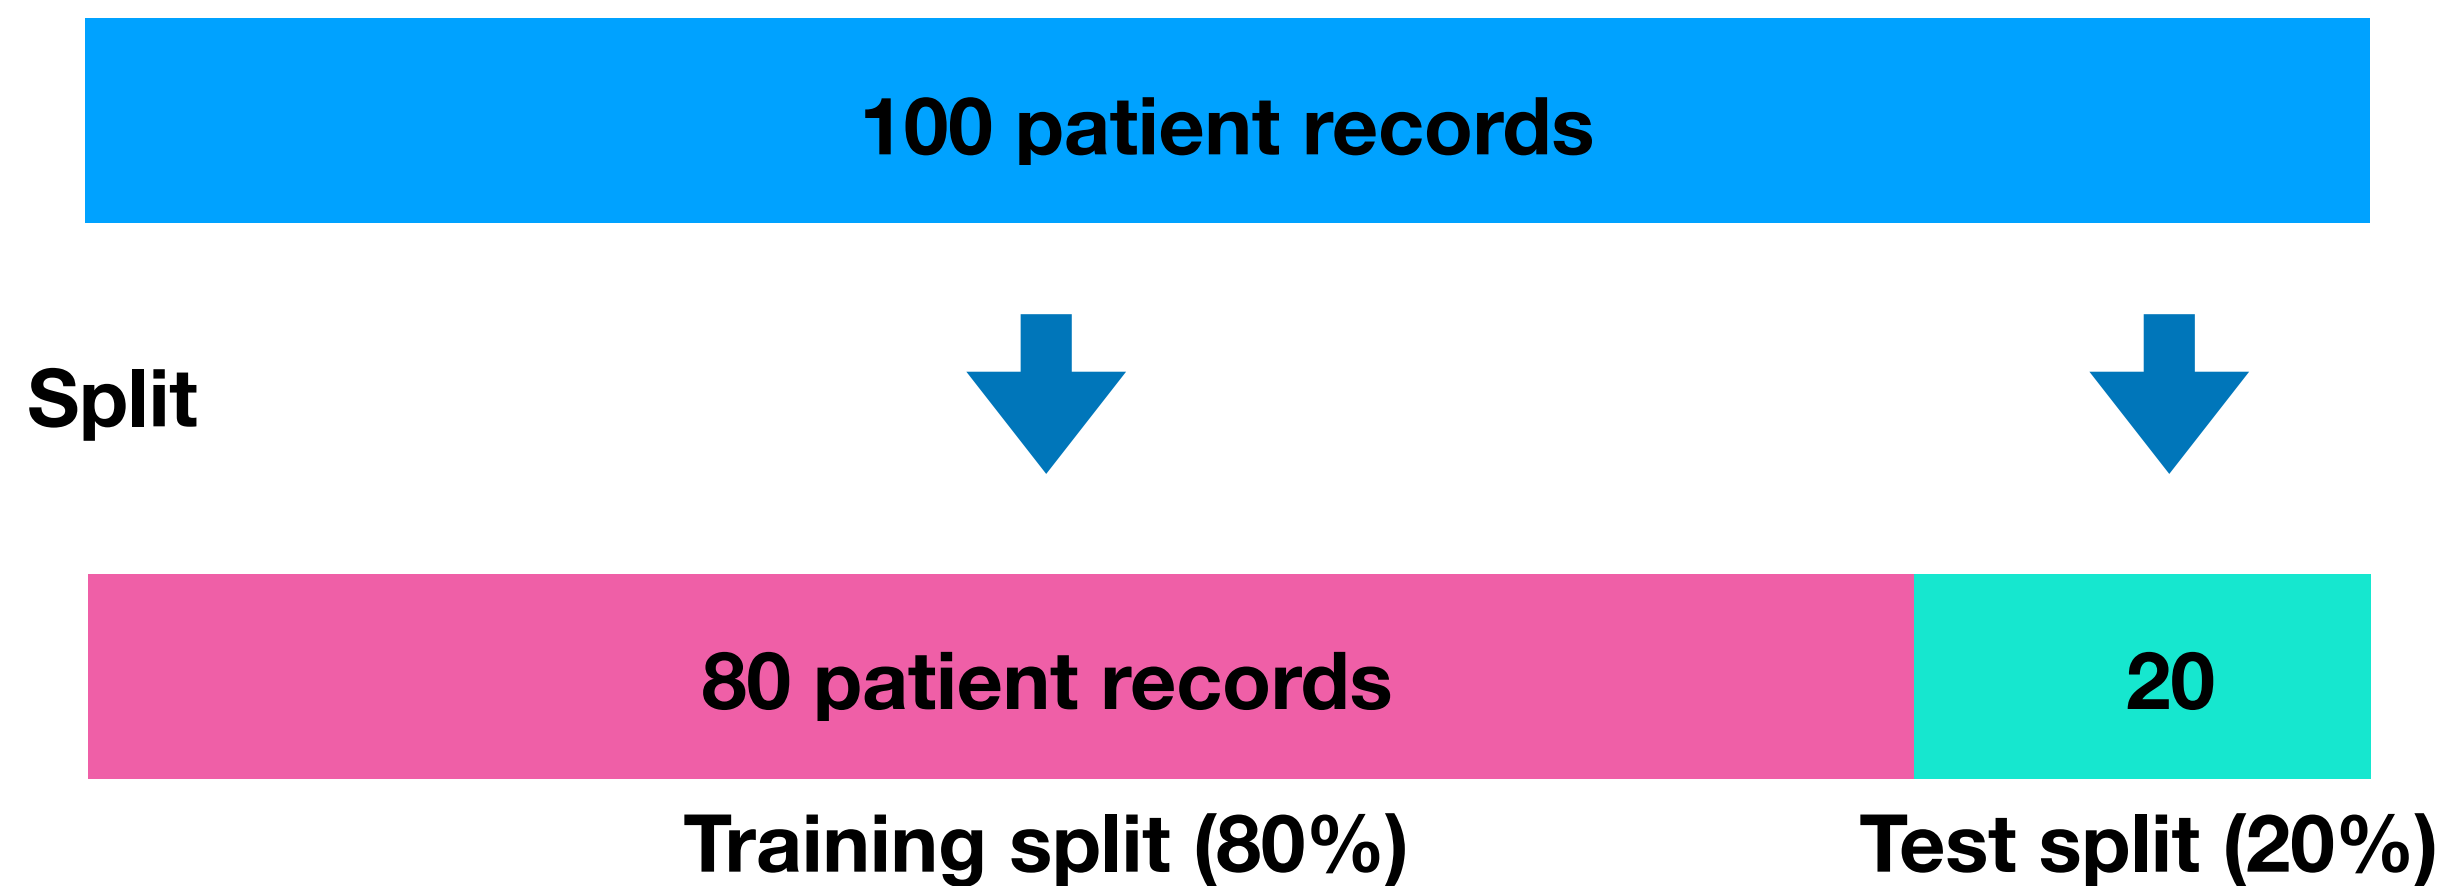 100 patient records
Split
80 patient records
20
Training split (80%)
Test split (20%)